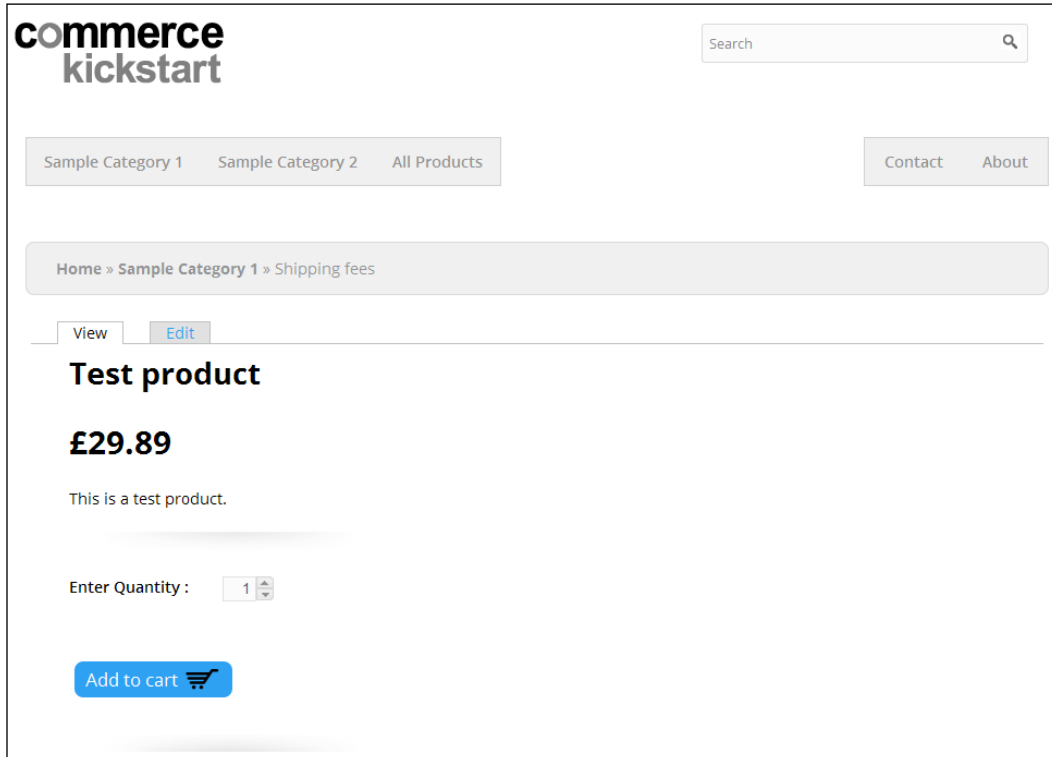 commerce
kickstart
Search
Sample Category 1 Sample Category 2 All Products
Contact About
Home » Sample Category 1 » Shipping fees
View Edit
Test product
£29.89
This is a test product.
Enter Quantity : 1
Add to cart